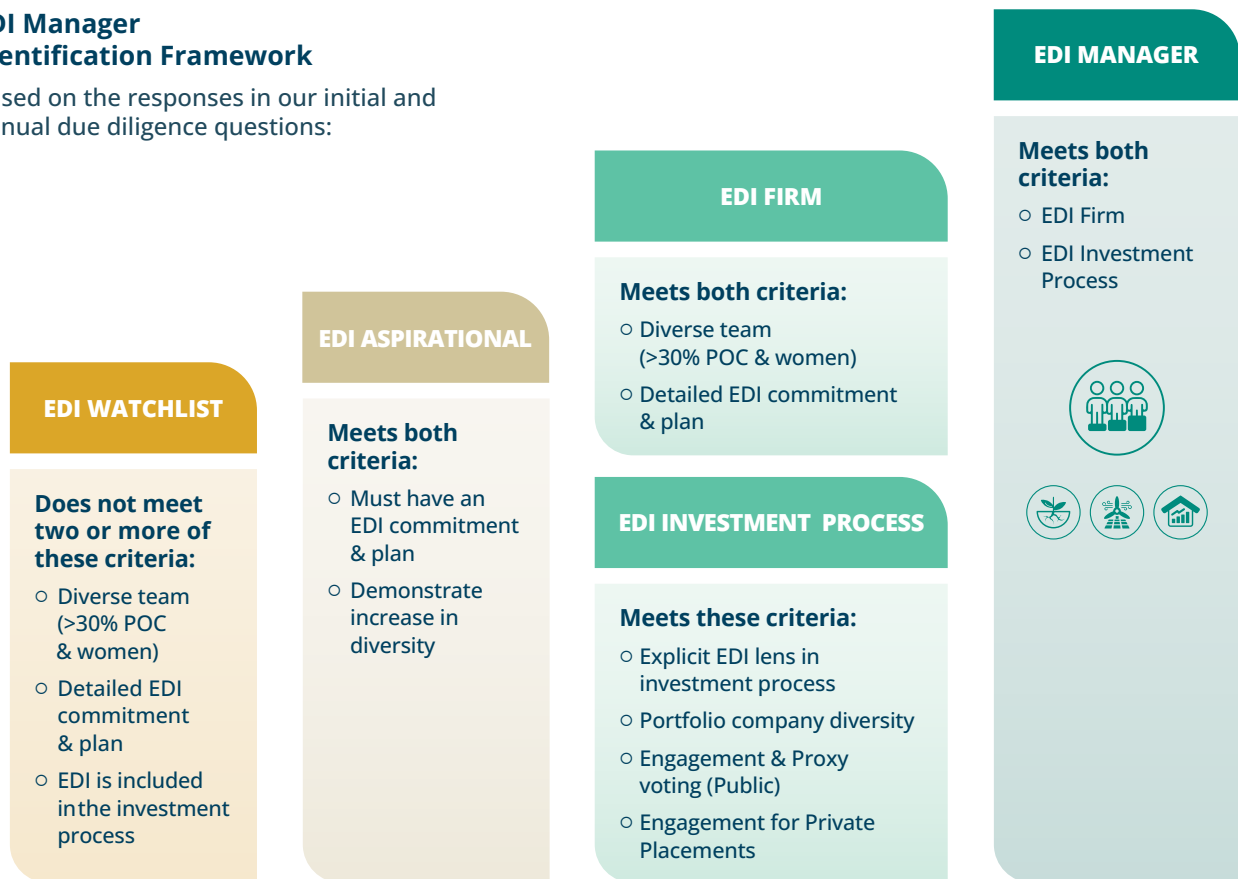 DI Manager
entification Framework
sed on the responses in our initial and
nual due diligence questions:
EDI WATCHLIST
Does not meet
two or more of
these criteria:
○ Diverse team
(>30% POC
& women)
○ Detailed EDI
commitment
& plan
○ EDI is included
inthe investment
process
EDI ASPIRATIONAL
Meets both
criteria:
○ Must have an
EDI commitment
& plan
○ Demonstrate
increase in
diversity
EDI FIRM
Meets both criteria:
○ Diverse team
(>30% POC & women)
○ Detailed EDI commitment
& plan
EDI INVESTMENT PROCESS
Meets these criteria:
○ Explicit EDI lens in
investment process
○ Portfolio company diversity
○ Engagement & Proxy
voting (Public)
○ Engagement for Private
Placements
EDI MANAGER
Meets both
criteria:
○ EDI Firm
○ EDI Investment
Process